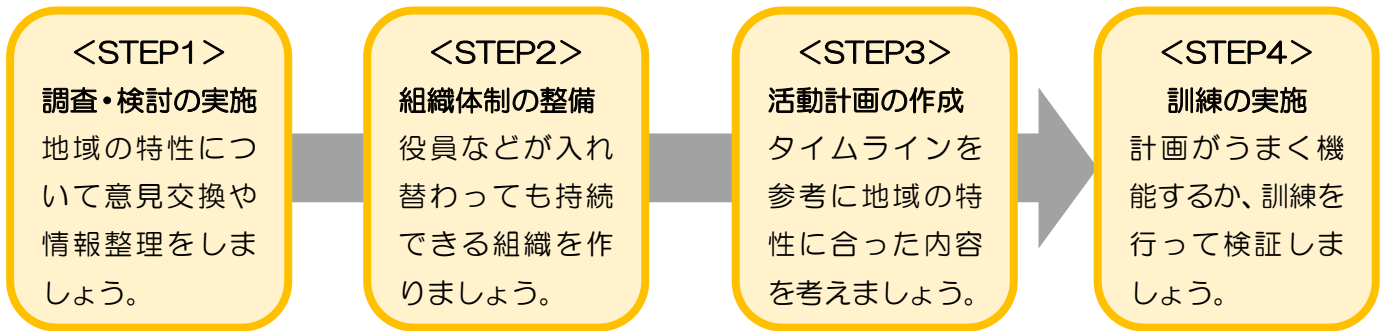 ＜STEP1＞
調査・検討の実施
地域の特性につ
いて意見交換や
情報整理をしま
しょう。
＜STEP2＞
組織体制の整備
役員などが入れ
替わっても持続
できる組織を作
りましょう。
＜STEP3＞
活動計画の作成
タイムラインを
参考に地域の特
性に合った内容
を考えましょう。
＜STEP4＞
訓練の実施
計画がうまく機
能するか、訓練を
行って検証しま
しょう。